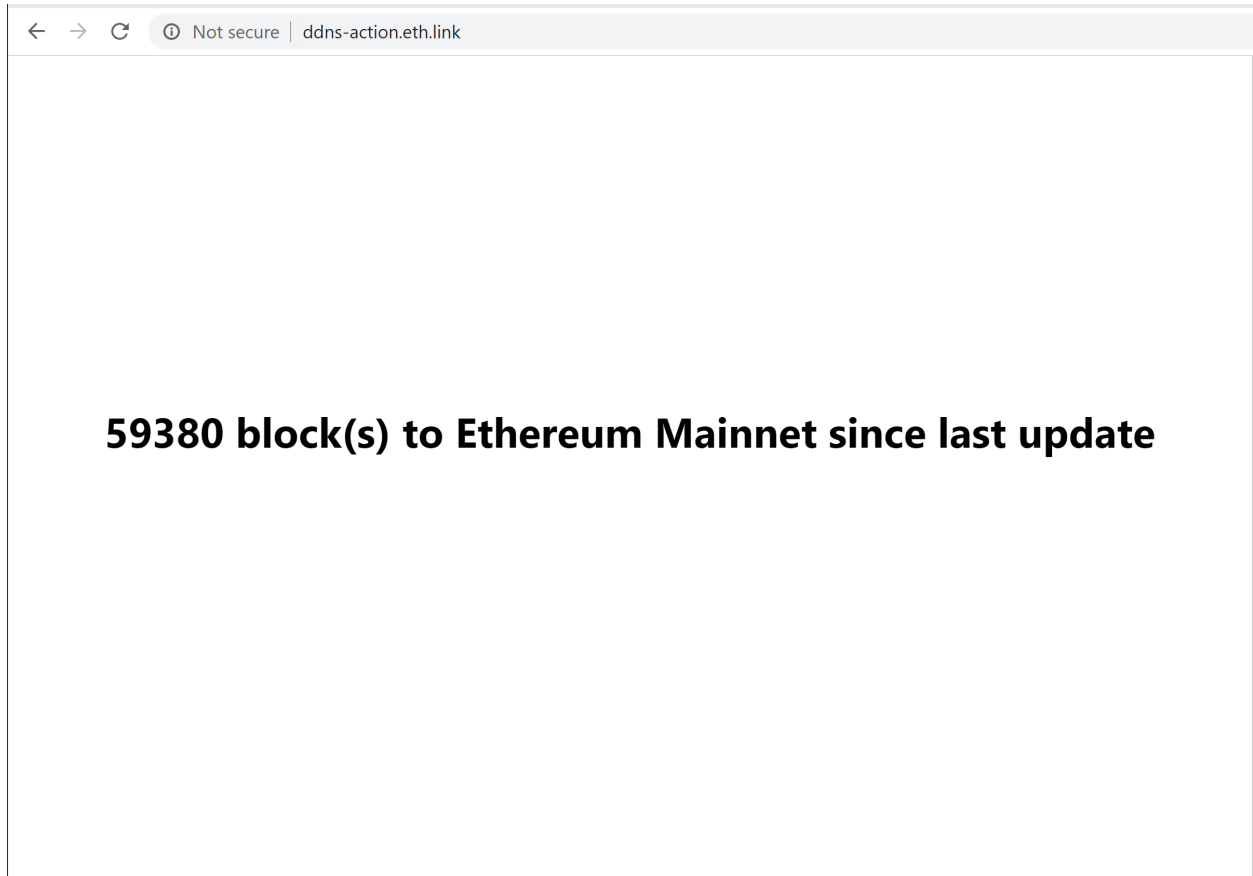 Not secure ddns-action.eth.link
59380 block(s) to Ethereum Mainnet since last update